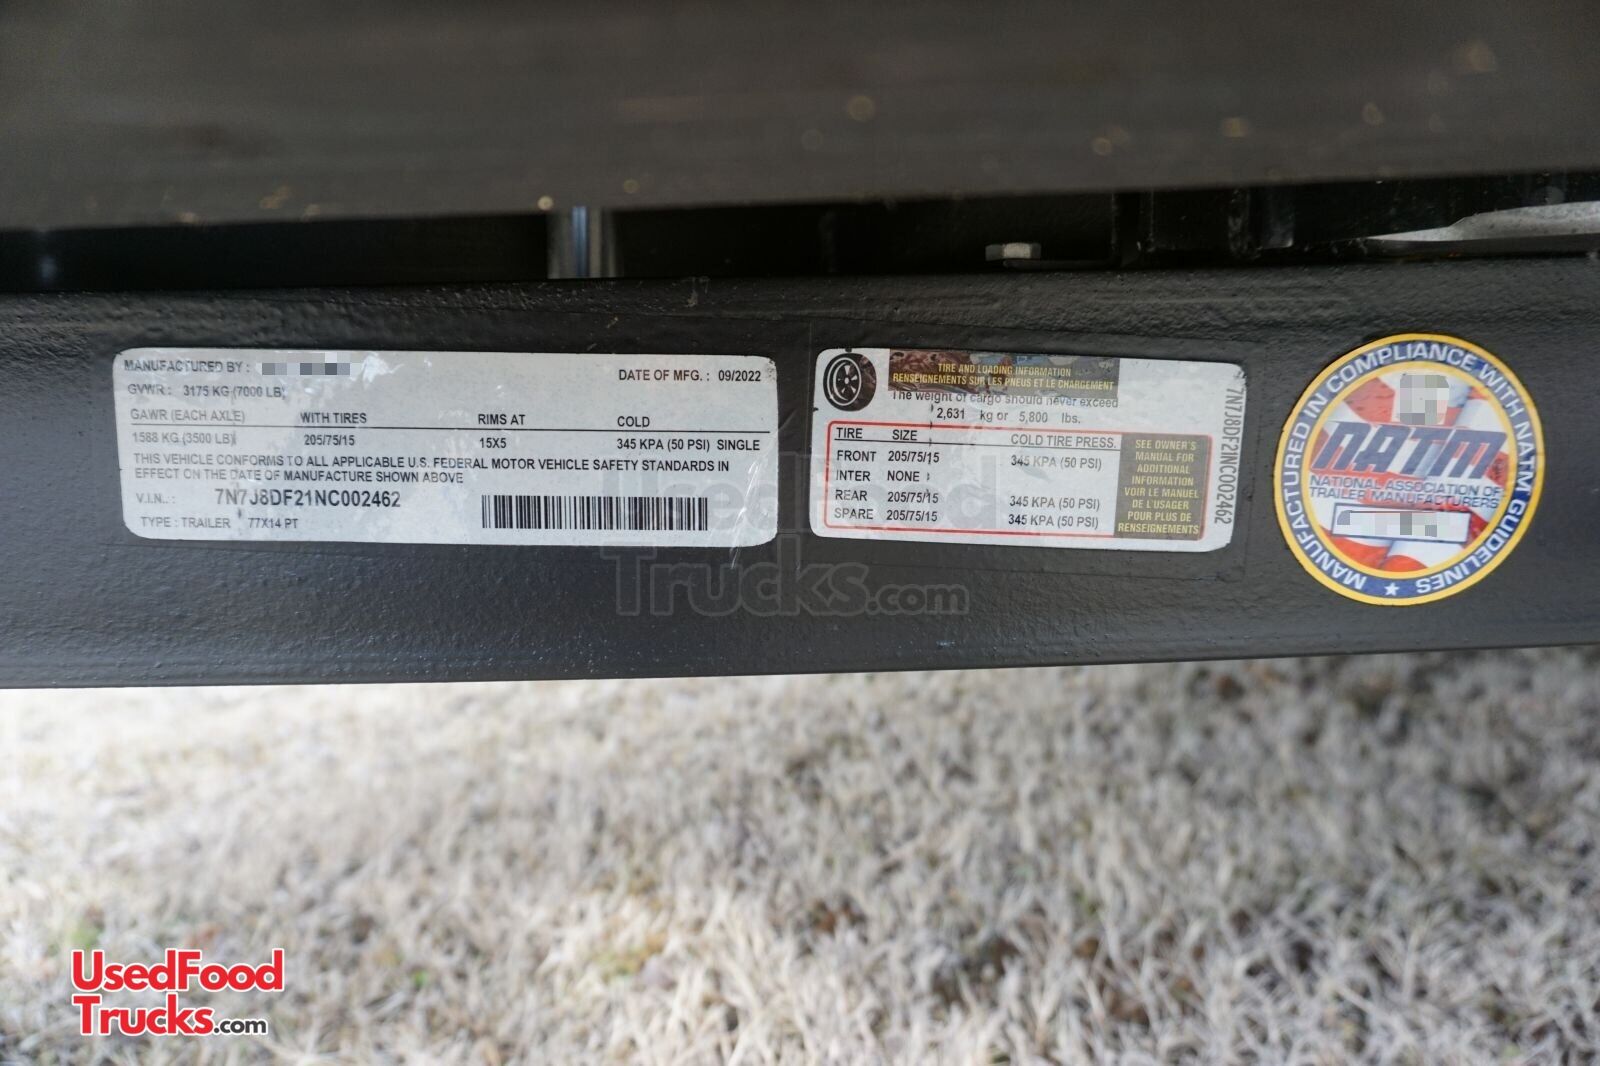 MANUFACTURED BY :
DATE OF MFG. : 09/2022
GVWR : 3175 KG (7000 LB)
GAWR (EACH AXLE) WITH TIRES RIMS AT COLD
1588 KG (3500 LB) 205/75/15 15X5 345 KPA (50 PSI) SINGLE
THIS VEHICLE CONFORMS TO ALL APPLICABLE U.S. FEDERAL MOTOR VEHICLE SAFETY STANDARDS IN
EFFECT ON THE DATE OF MANUFACTURE SHOWN ABOVE
V.I.N.: 7N7J8DF21NC002462
TYPE : TRAILER 77X14 PT
TIRE AND LOADING INFORMATION
RENSEIGNEMENTS SUR LES PNEUS ET LE CHARGEMENT
The weight of cargo should never exceed
2,631 kg or 5,800 lbs.
TIRE SIZE COLD TIRE PRESS.
FRONT 205/75/15 345 KPA (50 PSI)
INTER NONE
REAR 205/75/15 345 KPA (50 PSI)
SPARE 205/75/15 345 KPA (50 PSI)
SEE OWNER'S
MANUAL FOR
ADDITIONAL
INFORMATION
VOIR LE MANUEL
DE L'USAGER
POUR PLUS DE
RENSEIGNEMENTS
7N7J8DF21NC002462
MANUFACTURED IN COMPLIANCE WITH NATM GUIDELINES
NATM
NATIONAL ASSOCIATION OF
TRAILER MANUFACTURERS
UsedFood
Trucks.com
UsedFood
Trucks.com